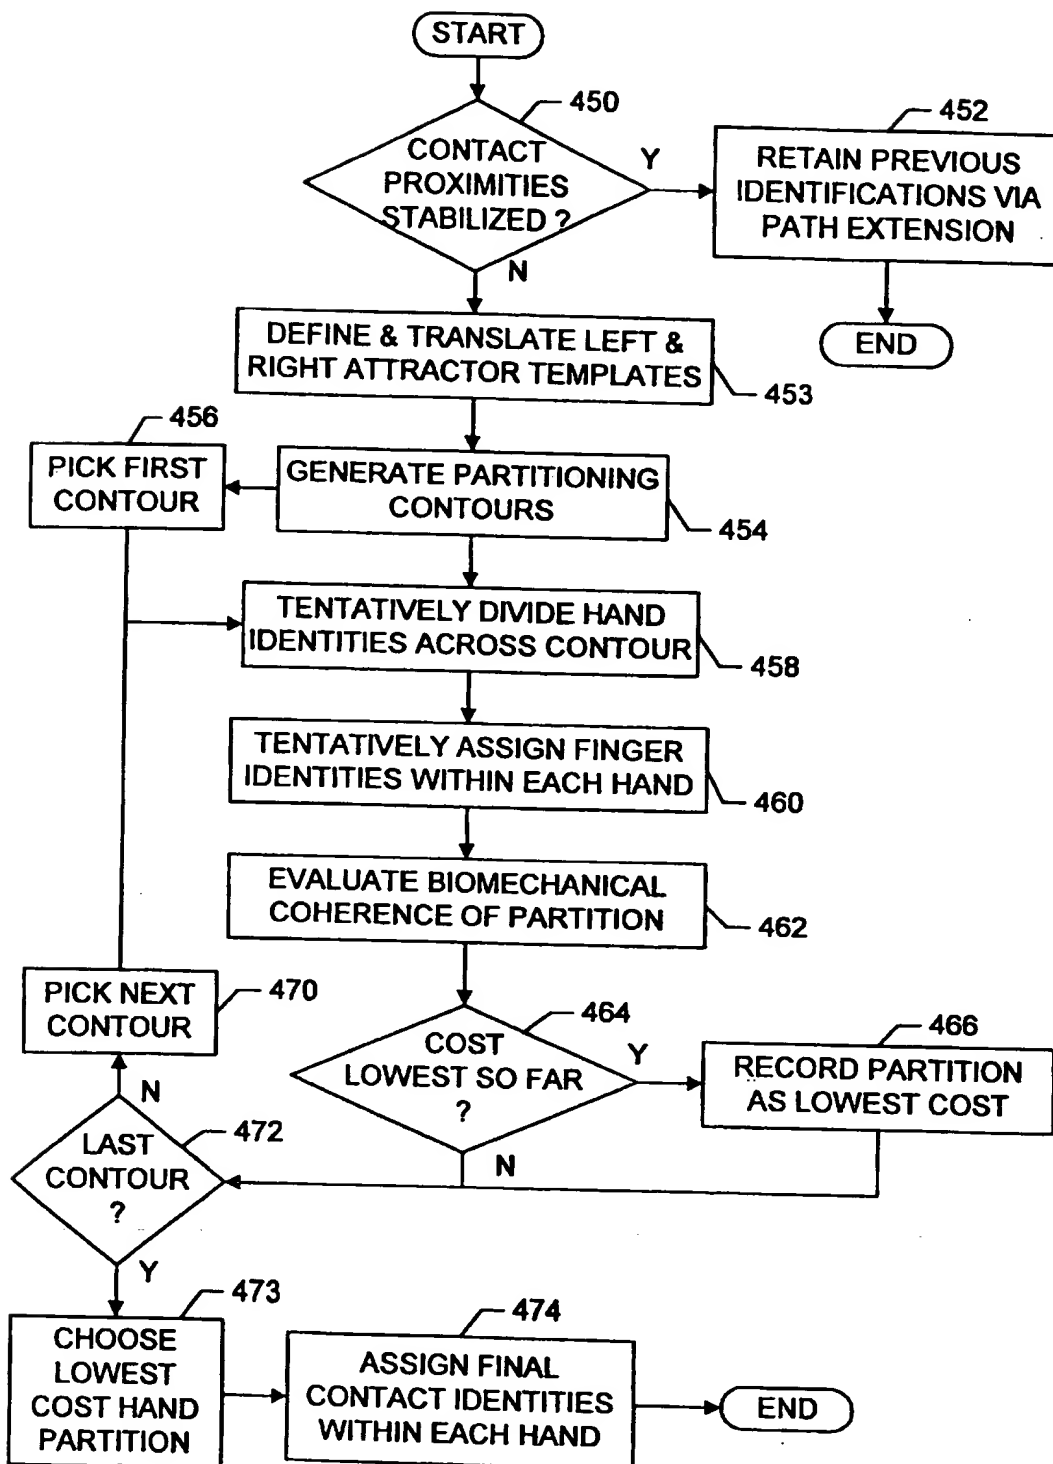 START
450
CONTACT
PROXIMITIES
STABILIZED ?
Y
N
452
RETAIN PREVIOUS
IDENTIFICATIONS VIA
PATH EXTENSION
END
DEFINE & TRANSLATE LEFT &
RIGHT ATTRACTOR TEMPLATES
453
456
PICK FIRST
CONTOUR
GENERATE PARTITIONING
CONTOURS
454
TENTATIVELY DIVIDE HAND
IDENTITIES ACROSS CONTOUR
458
TENTATIVELY ASSIGN FINGER
IDENTITIES WITHIN EACH HAND
460
EVALUATE BIOMECHANICAL
COHERENCE OF PARTITION
462
PICK NEXT
CONTOUR
470
464
COST
LOWEST SO FAR
?
Y
N
466
RECORD PARTITION
AS LOWEST COST
N
472
LAST
CONTOUR
?
Y
473
CHOOSE
LOWEST
COST HAND
PARTITION
474
ASSIGN FINAL
CONTACT IDENTITIES
WITHIN EACH HAND
END